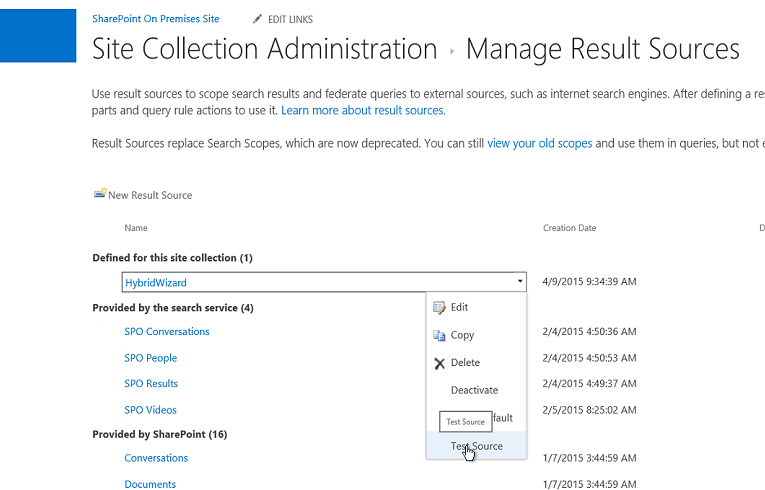 SharePoint On Premises Site EDIT LINKS
Site Collection Administration Manage Result Sources
Use result sources to scope search results and federate queries to external sources, such as internet search engines. After defining a
parts and query rule actions to use it. Learn more about result sources.
Result Sources replace Search Scopes, which are now deprecated. You can still view your old scopes and use them in queries, but not
New Result Source
Name Creation Date
Defined for this site collection (1)
HybridWizard 4/9/2015 9:34:39 AM
Edit
Provided by the search service (4)
SPO Conversations Copy 2/4/2015 4:50:36 AM
SPO People Delete 2/4/2015 4:50:53 AM
SPO Results Deactivate 2/4/2015 4:49:37 AM
SPO Videos 2/5/2015 8:25:02 AM
Test Source fault
Provided by SharePoint (16)
Test Source
Conversations 1/7/2015 3:44:59 AM
Documents 1/7/2015 3:44:59 AM